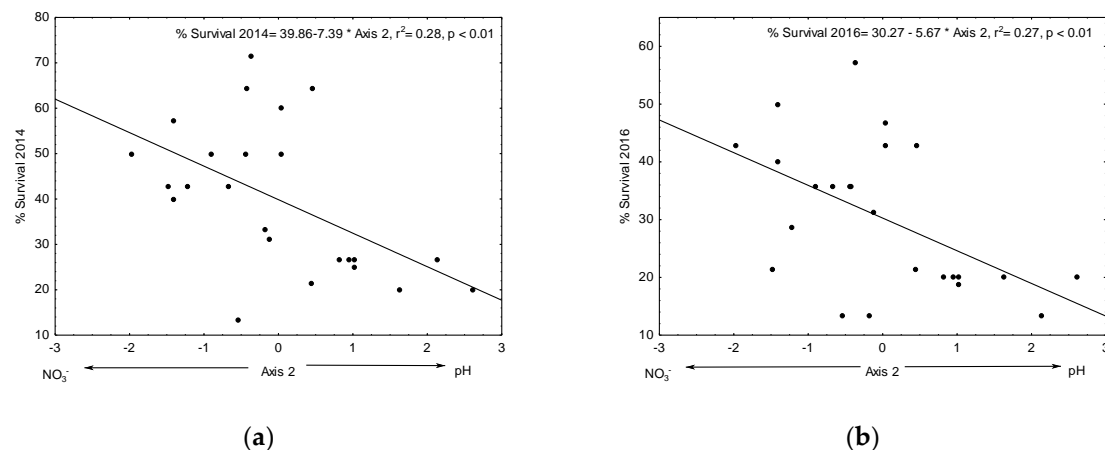 % Survival 2014= 39.86-7.39 * Axis 2, r²= 0.28, p < 0.01
80
70
60
50
40
30
20
10
% Survival 2014
-3 -2 -1 0 1 2 3
NO₃⁻ Axis 2 pH
(a)
% Survival 2016= 30.27 - 5.67 * Axis 2, r²= 0.27, p < 0.01
60
50
40
30
20
10
% Survival 2016
-3 -2 -1 0 1 2 3
NO₃⁻ Axis 2 pH
(b)